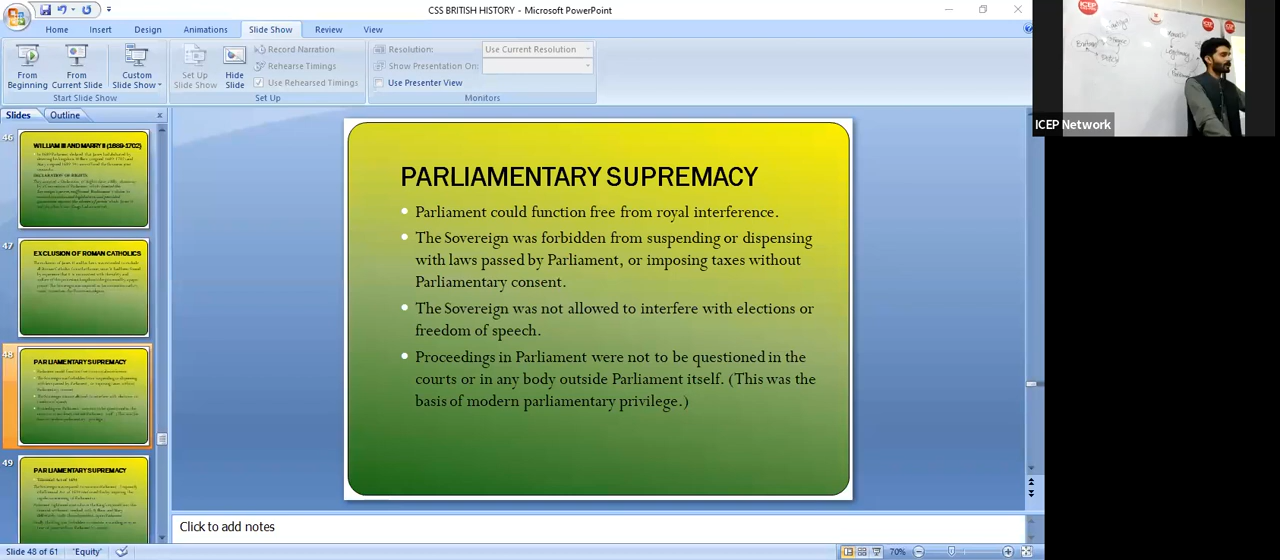 CSS BRITISH HISTORY - Microsoft PowerPoint
Home Insert Design Animations Slide Show Review View
From Beginning
From Current Slide
Custom Slide Show
Start Slide Show
Set Up Slide Show
Hide Slide
Record Narration
Rehearse Timings
Use Rehearsed Timings
Set Up
Resolution: Use Current Resolution
Show Presentation On:
Use Presenter View
Monitors
ICEP
ICEP Network
Slides Outline
46
WILLIAM III AND MARRY II (1689-1702)
47
EXCLUSION OF ROMAN CATHOLICS
48
PARLIAMENTARY SUPREMACY
49
PARLIAMENTARY SUPREMACY
PARLIAMENTARY SUPREMACY
• Parliament could function free from royal interference.
• The Sovereign was forbidden from suspending or dispensing
with laws passed by Parliament, or imposing taxes without
Parliamentary consent.
• The Sovereign was not allowed to interfere with elections or
freedom of speech.
• Proceedings in Parliament were not to be questioned in the
courts or in any body outside Parliament itself. (This was the
basis of modern parliamentary privilege.)
Click to add notes
Slide 48 of 61 "Equity" 70%